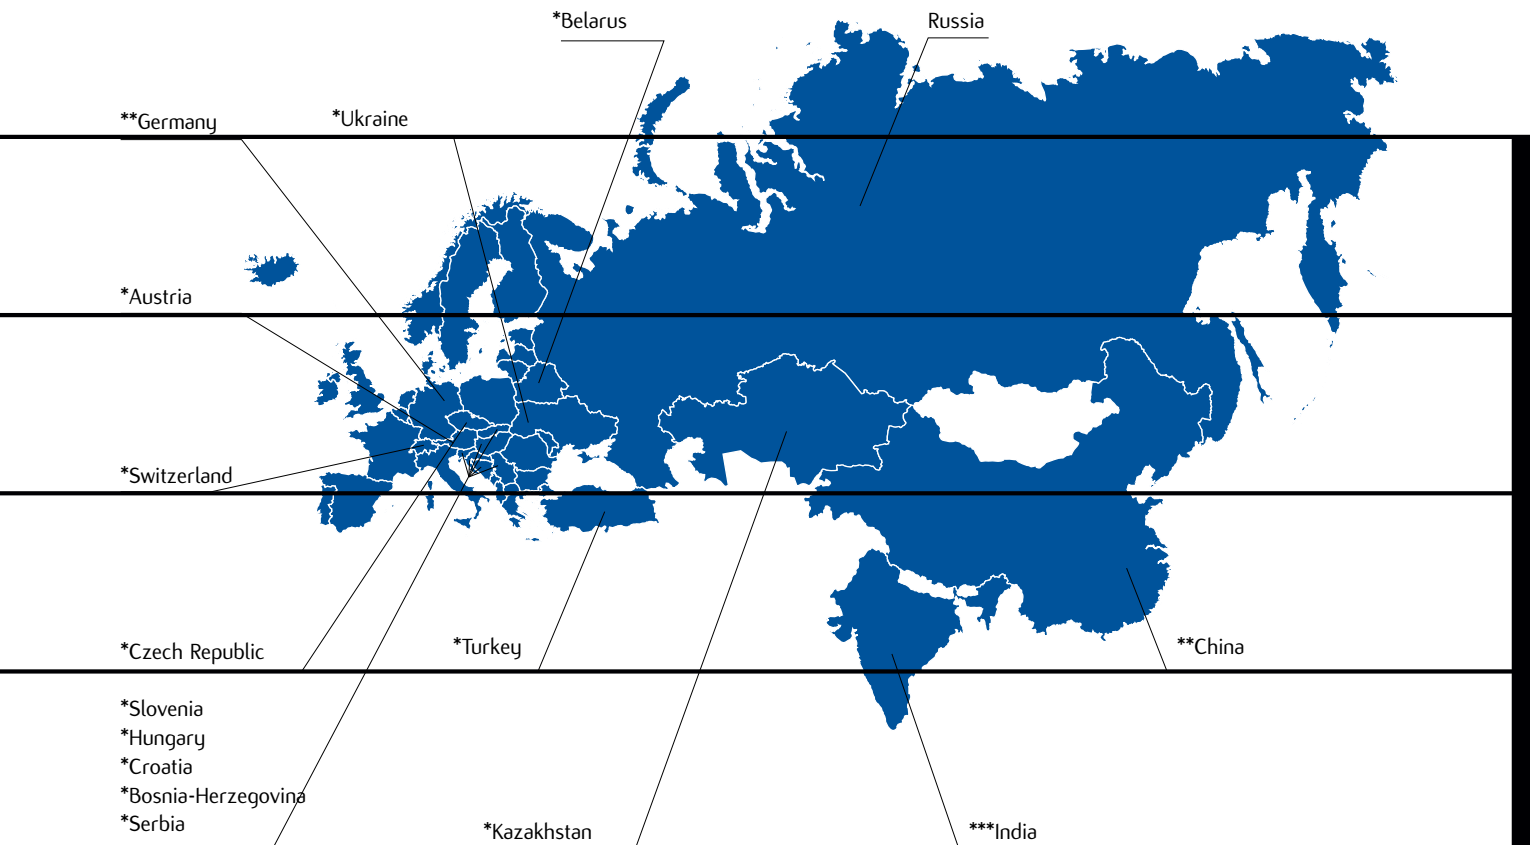 *Belarus
Russia
**Germany
*Ukraine
*Austria
*Switzerland
*Czech Republic
*Turkey
**China
*Slovenia
*Hungary
*Croatia
*Bosnia-Herzegovina
*Serbia
*Kazakhstan
***India